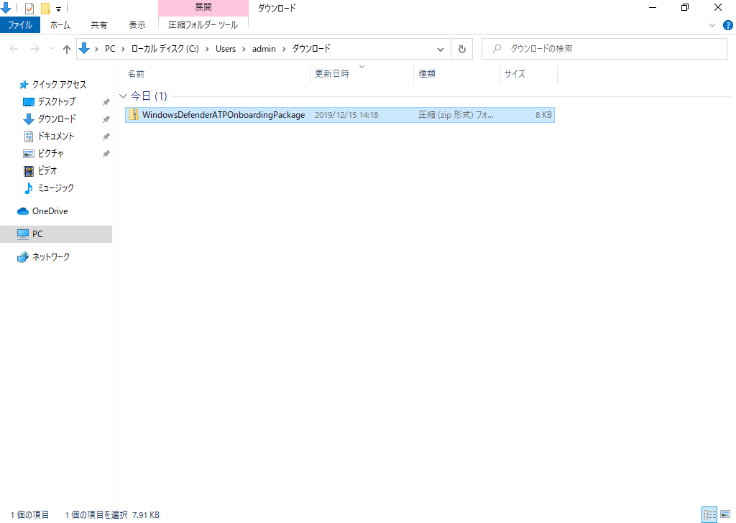 展開
ダウンロード
ファイル ホーム 共有 表示 圧縮フォルダー ツール
PC › ローカル ディスク (C:) › Users › admin › ダウンロード
ダウンロードの検索
名前 更新日時 種類 サイズ
クイック アクセス
デスクトップ
ダウンロード
ドキュメント
ピクチャ
ビデオ
ミュージック
OneDrive
PC
ネットワーク
今日 (1)
WindowsDefenderATPOnboardingPackage 2019/12/15 14:18 圧縮 (zip 形式) フォ... 8 KB
1 個の項目 1 個の項目を選択 7.91 KB